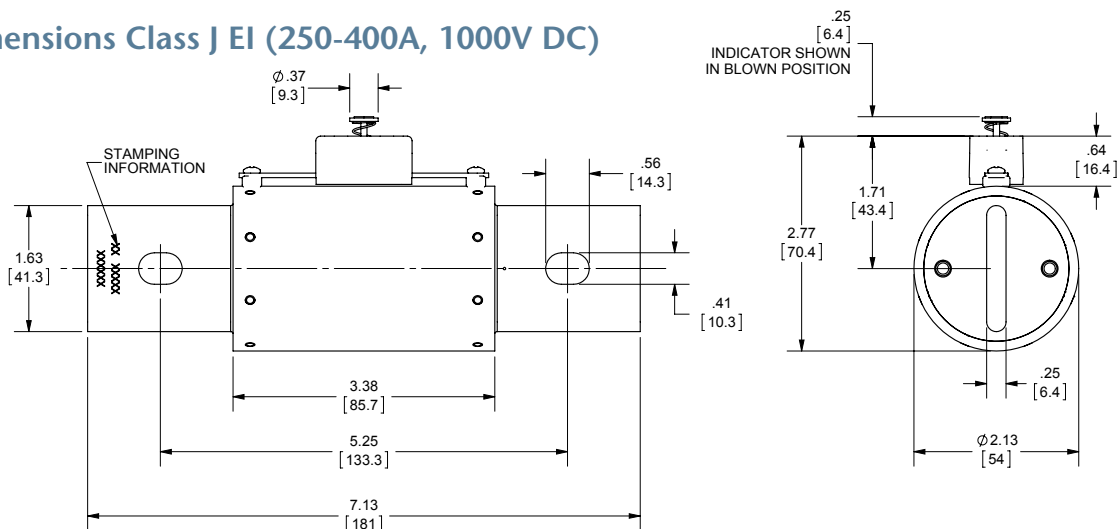 nensions Class J EI (250-400A, 1000V DC)
.25
[6.4]
INDICATOR SHOWN
IN BLOWN POSITION
Ø.37
[9.3]
STAMPING
INFORMATION
.56
[14.3]
.64
[16.4]
1.71
[43.4]
2.77
[70.4]
1.63
[41.3]
XXXXX
XXXX XX
.41
[10.3]
3.38
[85.7]
.25
[6.4]
5.25
[133.3]
Ø2.13
[54]
7.13
[181]